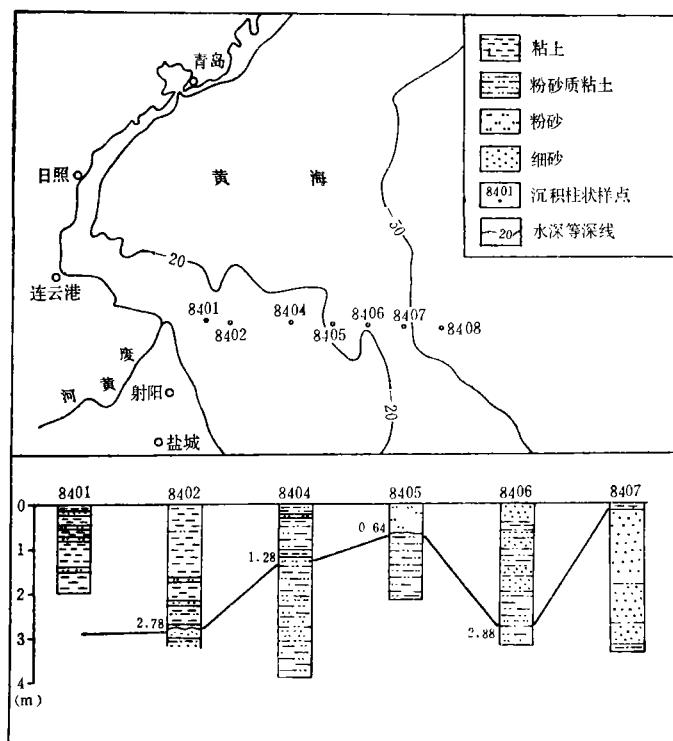 青岛
日照
黄 海
连云港
废
黄
河
射阳
盐城
-20
-30
-20
8401
8402
8404
8405
8406
8407
8408
粘土
粉砂质粘土
粉砂
细砂
8401 沉积柱状样点
-20 水深等深线
8401 8402 8404 8405 8406 8407
0
1
2
3
4
(m)
2.78
1.28
0 64
2.88